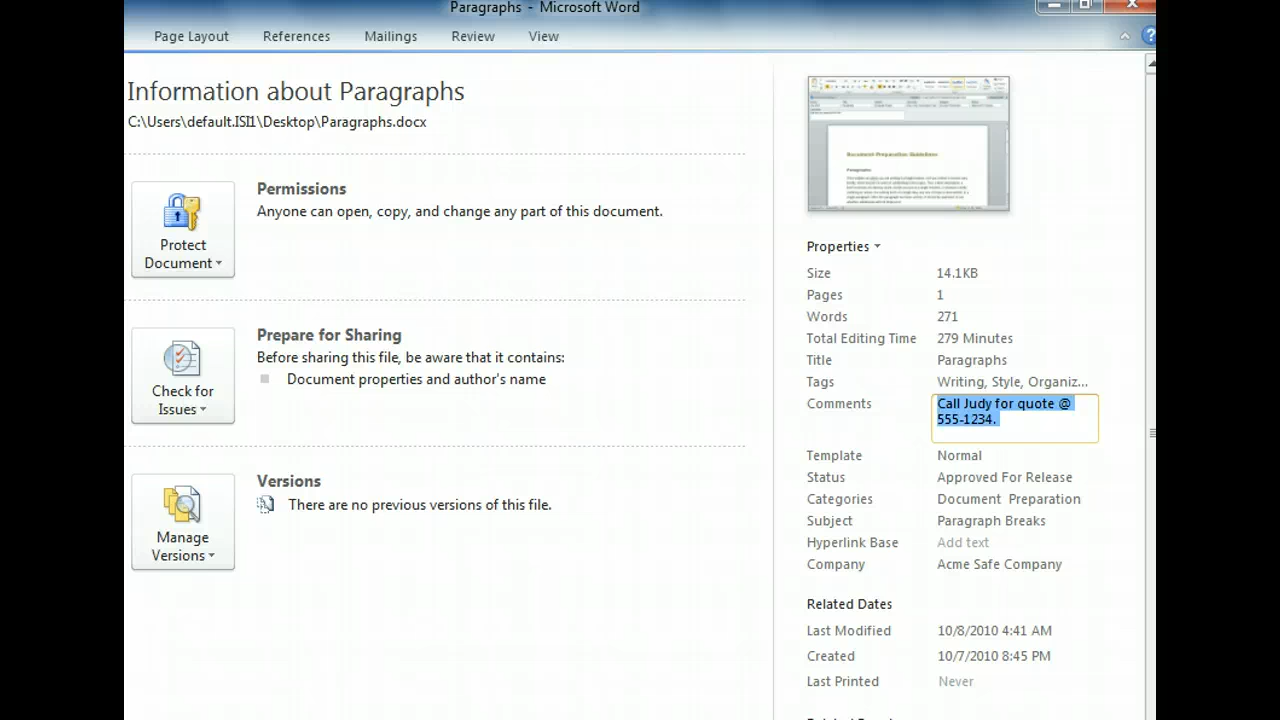 Paragraphs - Microsoft Word
Page Layout References Mailings Review View
Information about Paragraphs
C:\Users\default.ISI1\Desktop\Paragraphs.docx
Protect
Document
Permissions
Anyone can open, copy, and change any part of this document.
Check for
Issues
Prepare for Sharing
Before sharing this file, be aware that it contains:
Document properties and author's name
Manage
Versions
Versions
There are no previous versions of this file.
Document Preparation Guidelines
Paragraphs
Properties
Size 14.1KB
Pages 1
Words 271
Total Editing Time 279 Minutes
Title Paragraphs
Tags Writing, Style, Organiz...
Comments Call Judy for quote @
555-1234.
Template Normal
Status Approved For Release
Categories Document Preparation
Subject Paragraph Breaks
Hyperlink Base Add text
Company Acme Safe Company
Related Dates
Last Modified 10/8/2010 4:41 AM
Created 10/7/2010 8:45 PM
Last Printed Never